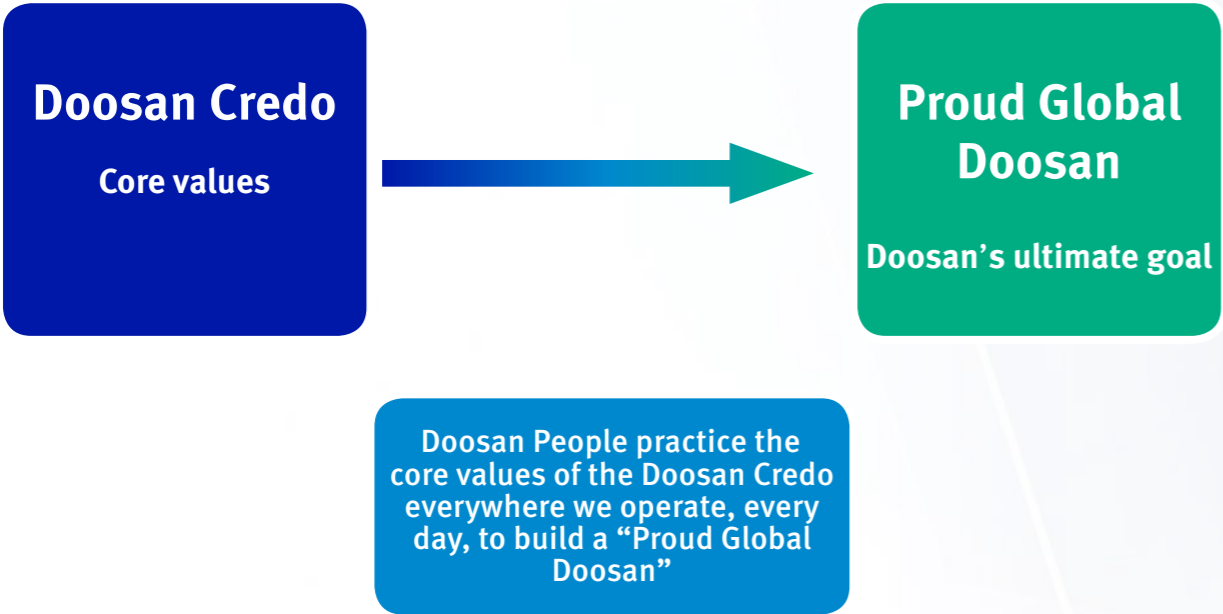 Doosan Credo
Core values
Proud Global
Doosan
Doosan’s ultimate goal
Doosan People practice the
core values of the Doosan Credo
everywhere we operate, every
day, to build a “Proud Global
Doosan”